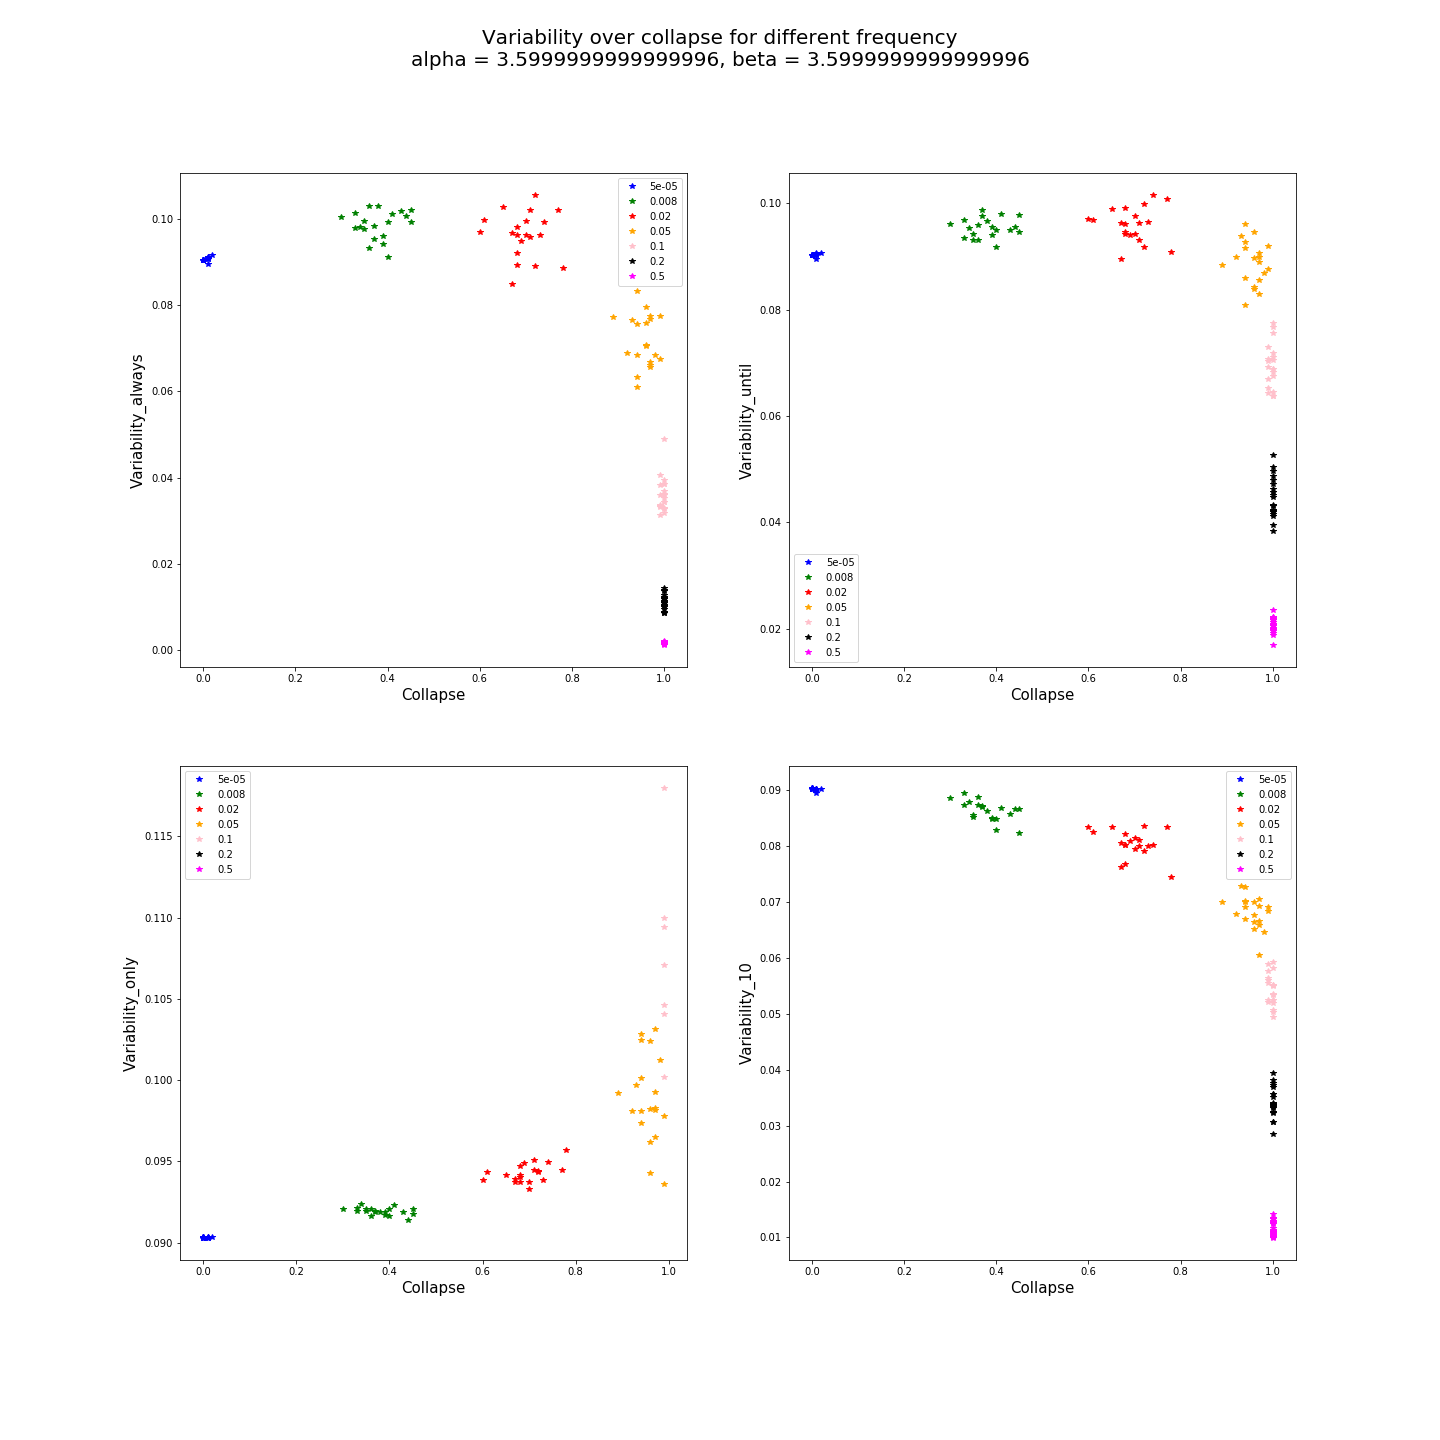 Variability over collapse for different frequency
alpha = 3.5999999999999996, beta = 3.5999999999999996
0.10
0.08
0.06
0.04
0.02
0.00
Variability_always
5e-05
0.008
0.02
0.05
0.1
0.2
0.5
0.0 0.2 0.4 0.6 0.8 1.0
Collapse
0.10
0.08
0.06
0.04
0.02
Variability_until
5e-05
0.008
0.02
0.05
0.1
0.2
0.5
0.0 0.2 0.4 0.6 0.8 1.0
Collapse
0.115
0.110
0.105
0.100
0.095
0.090
Variability_only
5e-05
0.008
0.02
0.05
0.1
0.2
0.5
0.0 0.2 0.4 0.6 0.8 1.0
Collapse
0.09
0.08
0.07
0.06
0.05
0.04
0.03
0.02
0.01
Variability_10
5e-05
0.008
0.02
0.05
0.1
0.2
0.5
0.0 0.2 0.4 0.6 0.8 1.0
Collapse